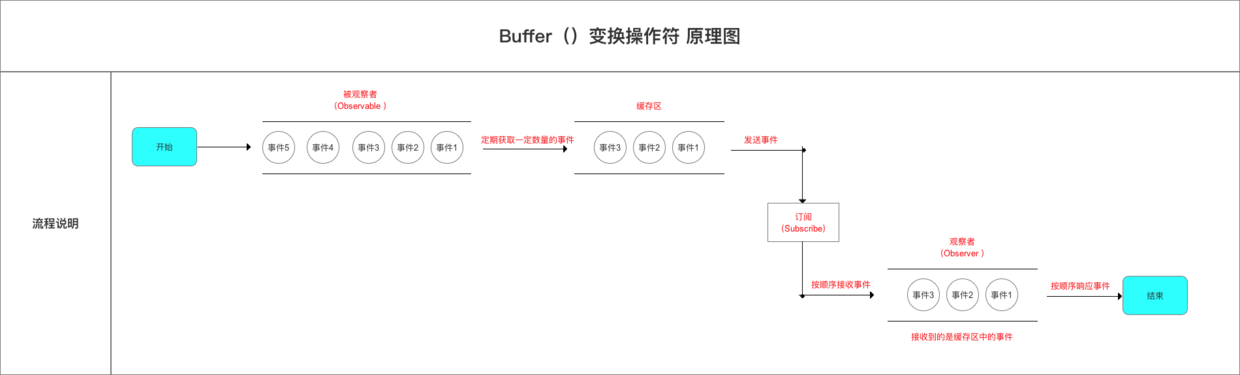 Buffer（）变换操作符 原理图
流程说明
开始
被观察者
（Observable ）
事件5
事件4
事件3
事件2
事件1
定期获取一定数量的事件
缓存区
事件3
事件2
事件1
发送事件
订阅
（Subscribe）
按顺序接收事件
观察者
（Observer ）
事件3
事件2
事件1
接收到的是缓存区中的事件
按顺序响应事件
结束